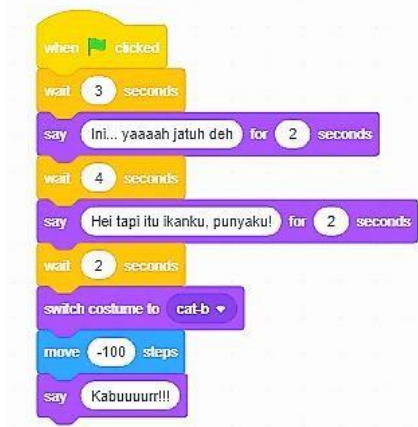 when clicked
wait 3 seconds
say Ini... yaaaah jatuh deh for 2 seconds
wait 4 seconds
say Hei tapi itu ikanku, punyaku! for 2 seconds
wait 2 seconds
switch costume to cat-b
move -100 steps
say Kabuuuurr!!!